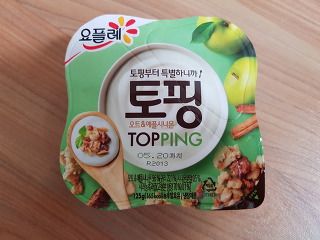 요플레
토핑부터 특별하니까!
토핑
오트&애플시나몬
TOPPING
05.20까지
R2013